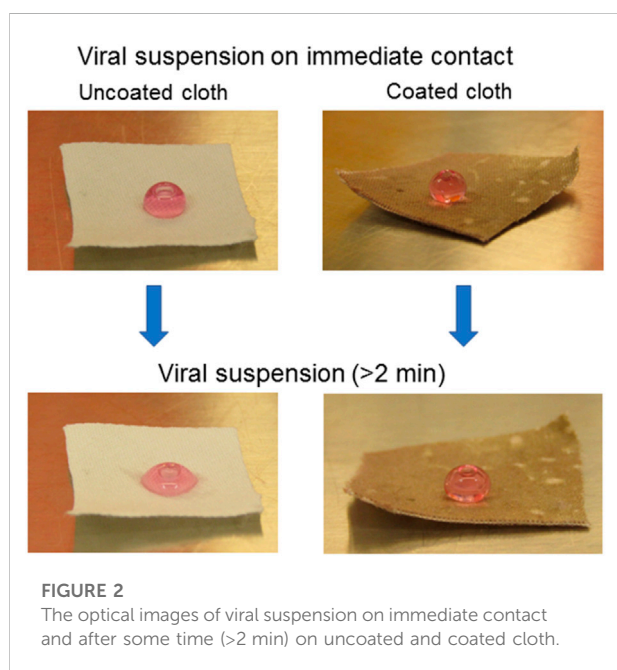 Viral suspension on immediate contact
Uncoated cloth
Coated cloth
Viral suspension (>2 min)
FIGURE 2
The optical images of viral suspension on immediate contact
and after some time (>2 min) on uncoated and coated cloth.